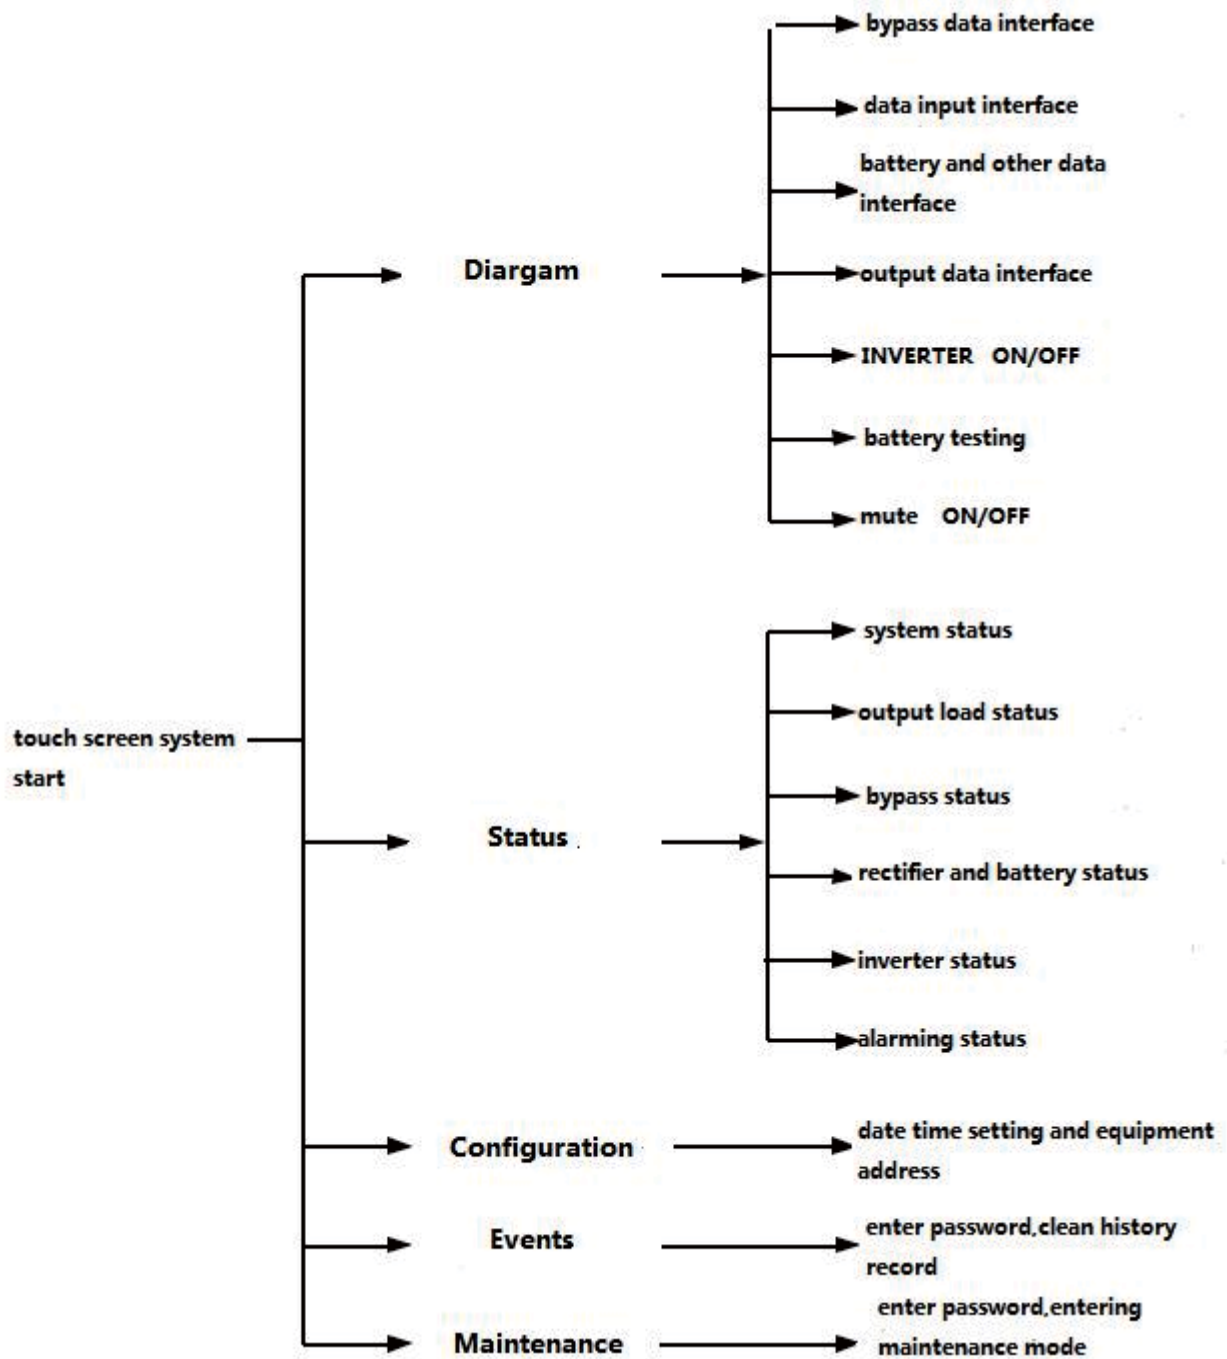 bypass data interface
data input interface
battery and other data
interface
Diargam
output data interface
INVERTER ON/OFF
battery testing
mute ON/OFF
system status
output load status
touch screen system
start
bypass status
Status
rectifier and battery status
inverter status
alarming status
Configuration
date time setting and equipment
address
Events
enter password,clean history
record
Maintenance
enter password,entering
maintenance mode